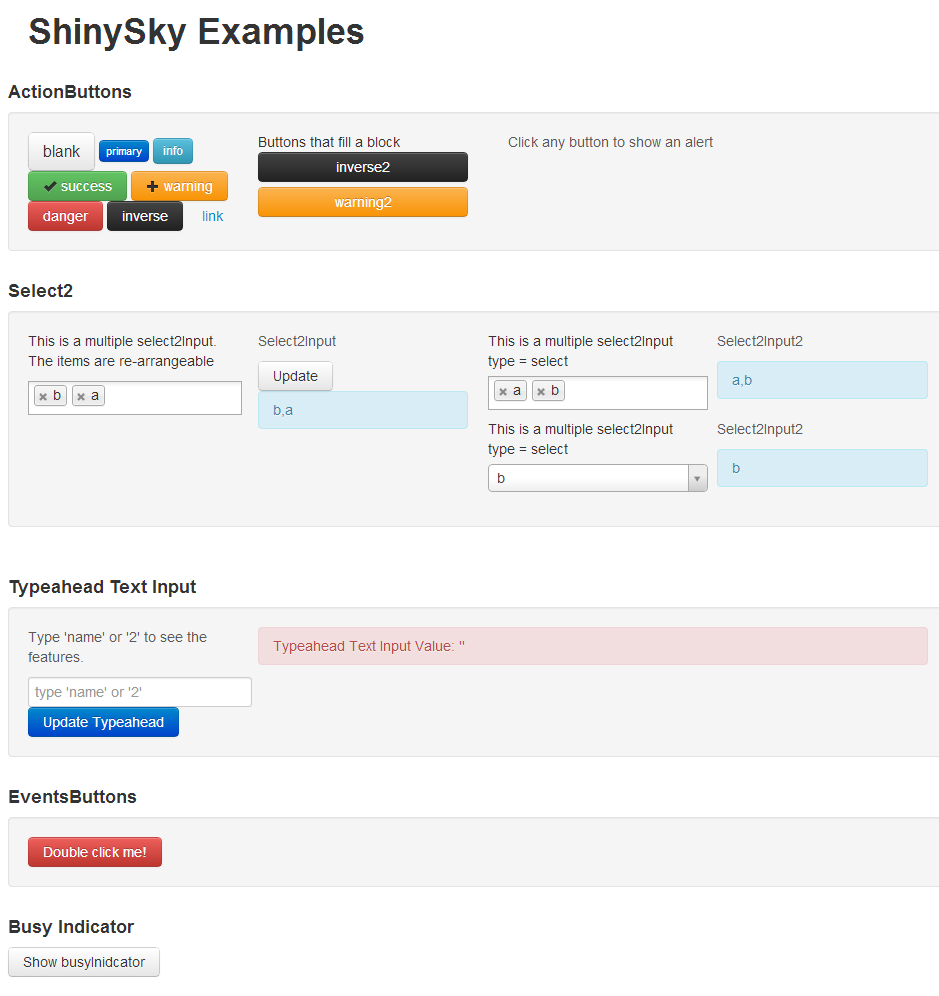 ShinySky Examples
ActionButtons
blank primary info
success warning
danger inverse link
Buttons that fill a block
inverse2
warning2
Click any button to show an alert
Select2
This is a multiple select2Input.
The items are re-arrangeable
b a
Select2Input
Update
b,a
This is a multiple select2Input
type = select
a b
Select2Input2
a,b
This is a multiple select2Input
type = select
b
Select2Input2
b
Typeahead Text Input
Type 'name' or '2' to see the
features.
type 'name' or '2'
Update Typeahead
Typeahead Text Input Value: ''
EventsButtons
Double click me!
Busy Indicator
Show busyInidcator